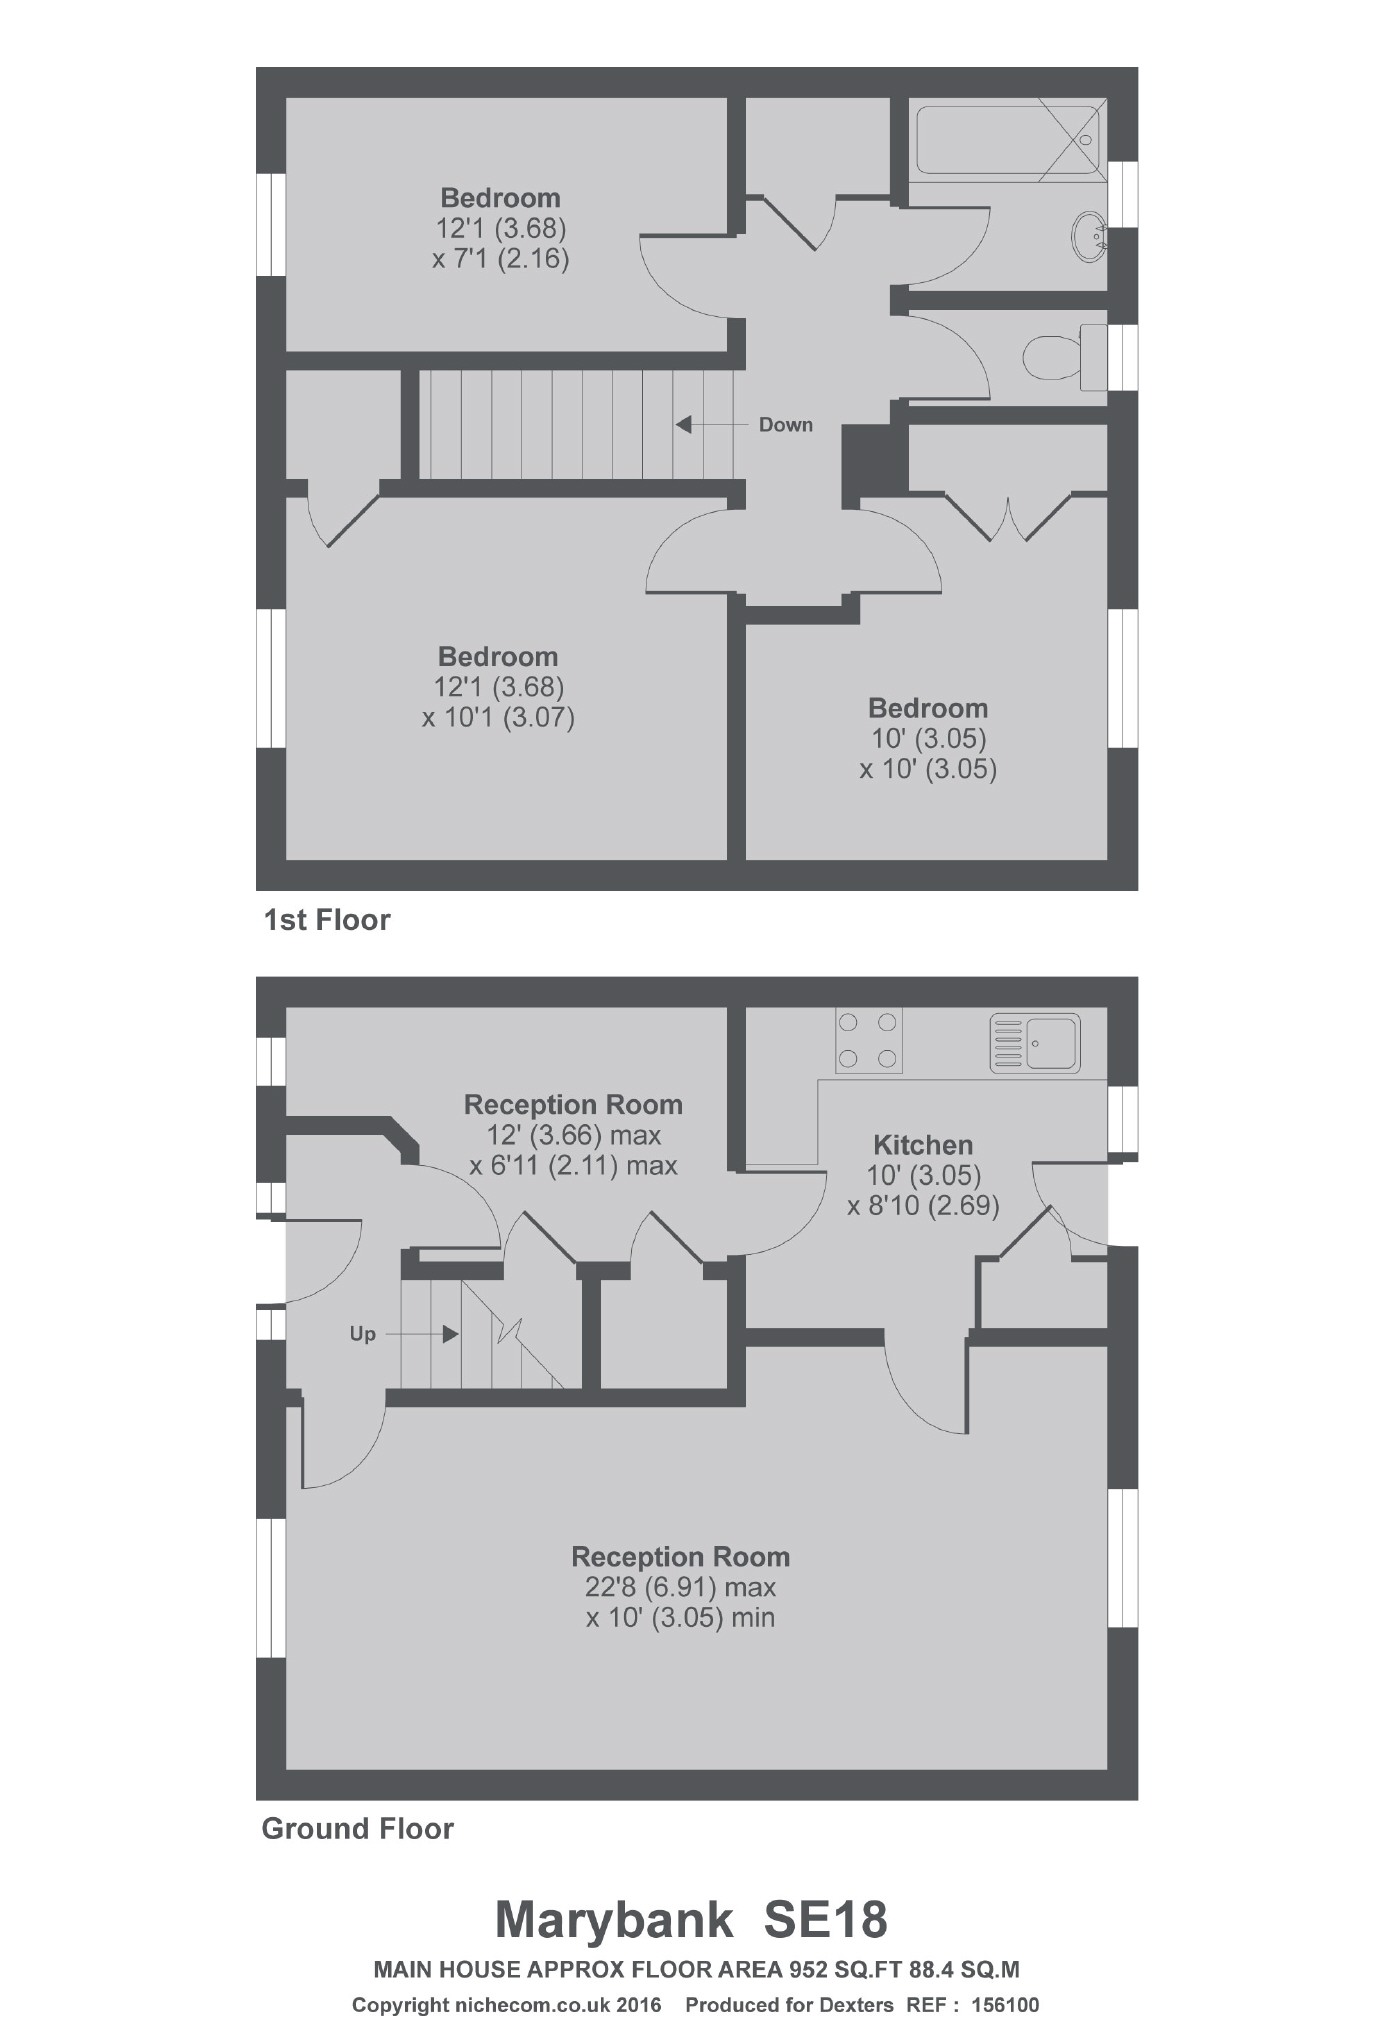 Bedroom
12'1 (3.68)
x 7'1 (2.16)
Down
Bedroom
12'1 (3.68)
x 10'1 (3.07)
Bedroom
10' (3.05)
x 10' (3.05)
1st Floor
Reception Room
12' (3.66) max
x 6'11 (2.11) max
Kitchen
10' (3.05)
x 8'10 (2.69)
Up
Reception Room
22'8 (6.91) max
x 10' (3.05) min
Ground Floor
Marybank SE18
MAIN HOUSE APPROX FLOOR AREA 952 SQ.FT 88.4 SQ.M
Copyright nichecom.co.uk 2016 Produced for Dexters REF : 156100